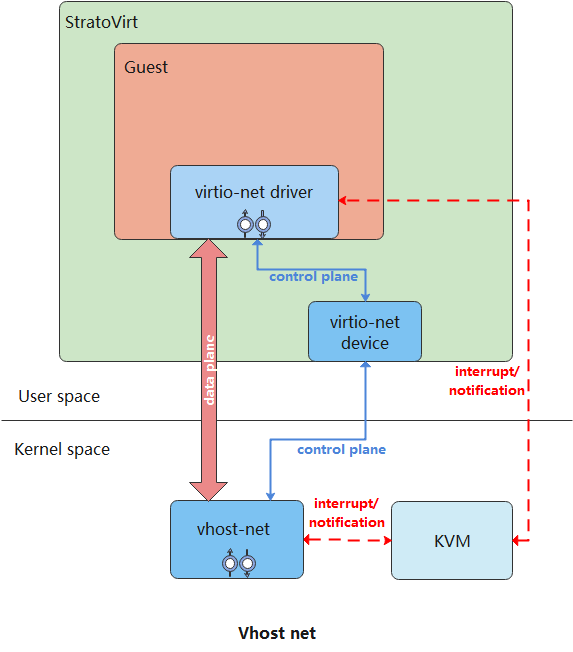 StratoVirt
Guest
virtio-net driver
control plane
virtio-net
device
data plane
interrupt/
notification
User space
Kernel space
control plane
interrupt/
notification
vhost-net
KVM
Vhost net